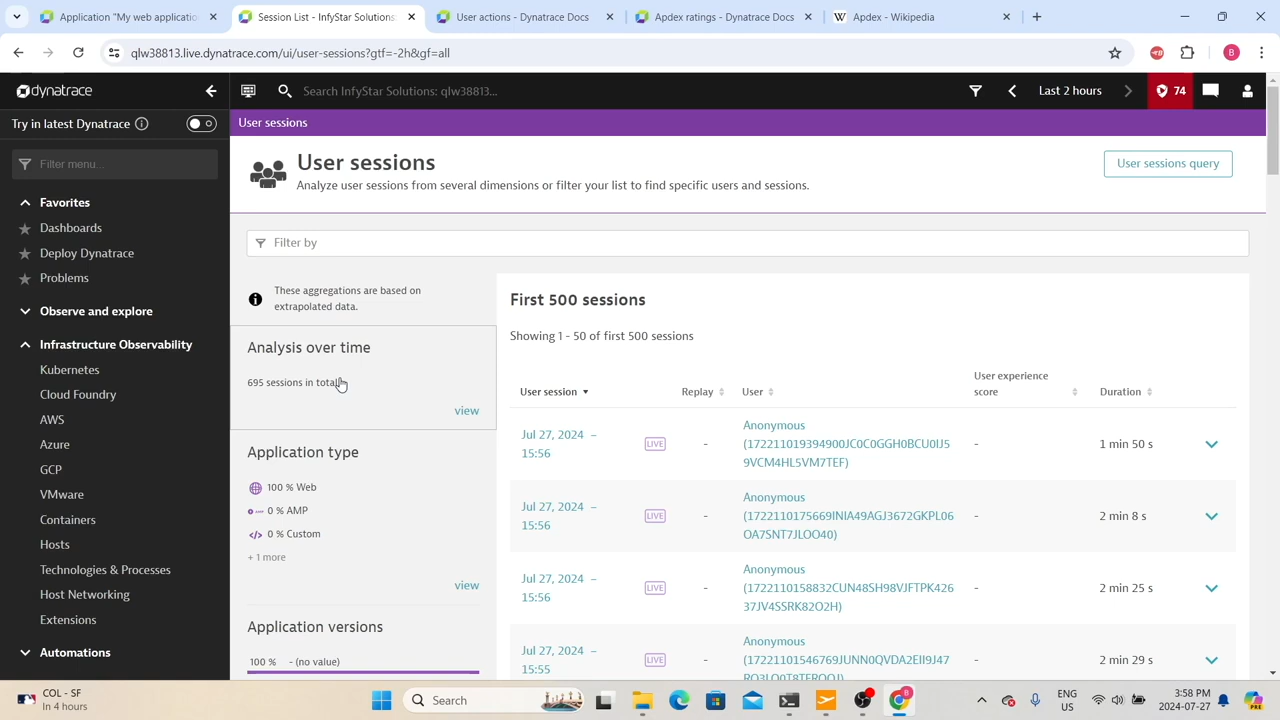 Application "My web applicatio
User List - User Sessions
User actions - Dynatrace Docs
Apdex ratings - Dynatrace Docs
Apdex - Wikipedia
qlw38813.live.dynatrace.com/ui/user-sessions?gtf=-2h&gf=all
B
dynatrace
Search InfyStar Solutions: qlw38813...
Last 2 hours
74
Try in latest Dynatrace
User sessions
Filter menu...
User sessions
Analyze user sessions from several dimensions or filter your list to find specific users and sessions.
User sessions query
Favorites
Dashboards
Deploy Dynatrace
Problems
Observe and explore
Infrastructure Observability
Kubernetes
Cloud Foundry
AWS
Azure
GCP
VMware
Containers
Hosts
Technologies & Processes
Host Networking
Extensions
Automations
Filter by
These aggregations are based on
extrapolated data.
Analysis over time
695 sessions in total
view
Application type
100 % Web
AMP
0 % AMP
0 % Custom
+ 1 more
view
Application versions
100 % - (no value)
First 500 sessions
Showing 1 - 50 of first 500 sessions
User session
Replay
User
User experience
score
Duration
Jul 27, 2024 –
15:56
LIVE
-
Anonymous
(172211019394900JC0C0GGH0BCU0IJ5
9VCM4HL5VM7TEF)
-
1 min 50 s
Jul 27, 2024 –
15:56
LIVE
-
Anonymous
(1722110175669INIA49AGJ3672GKPL06
OA7SNT7JLOO40)
-
2 min 8 s
Jul 27, 2024 –
15:56
LIVE
-
Anonymous
(1722110158832CUN48SH98VJFTPK426
37JV4SSRK82O2H)
-
2 min 25 s
Jul 27, 2024 –
15:55
LIVE
-
Anonymous
(17221101546769JUNN0QVDA2EII9J47
-
2 min 29 s
COL - SF
In 4 hours
Search
B
ENG
US
3:58 PM
2024-07-27
PRE